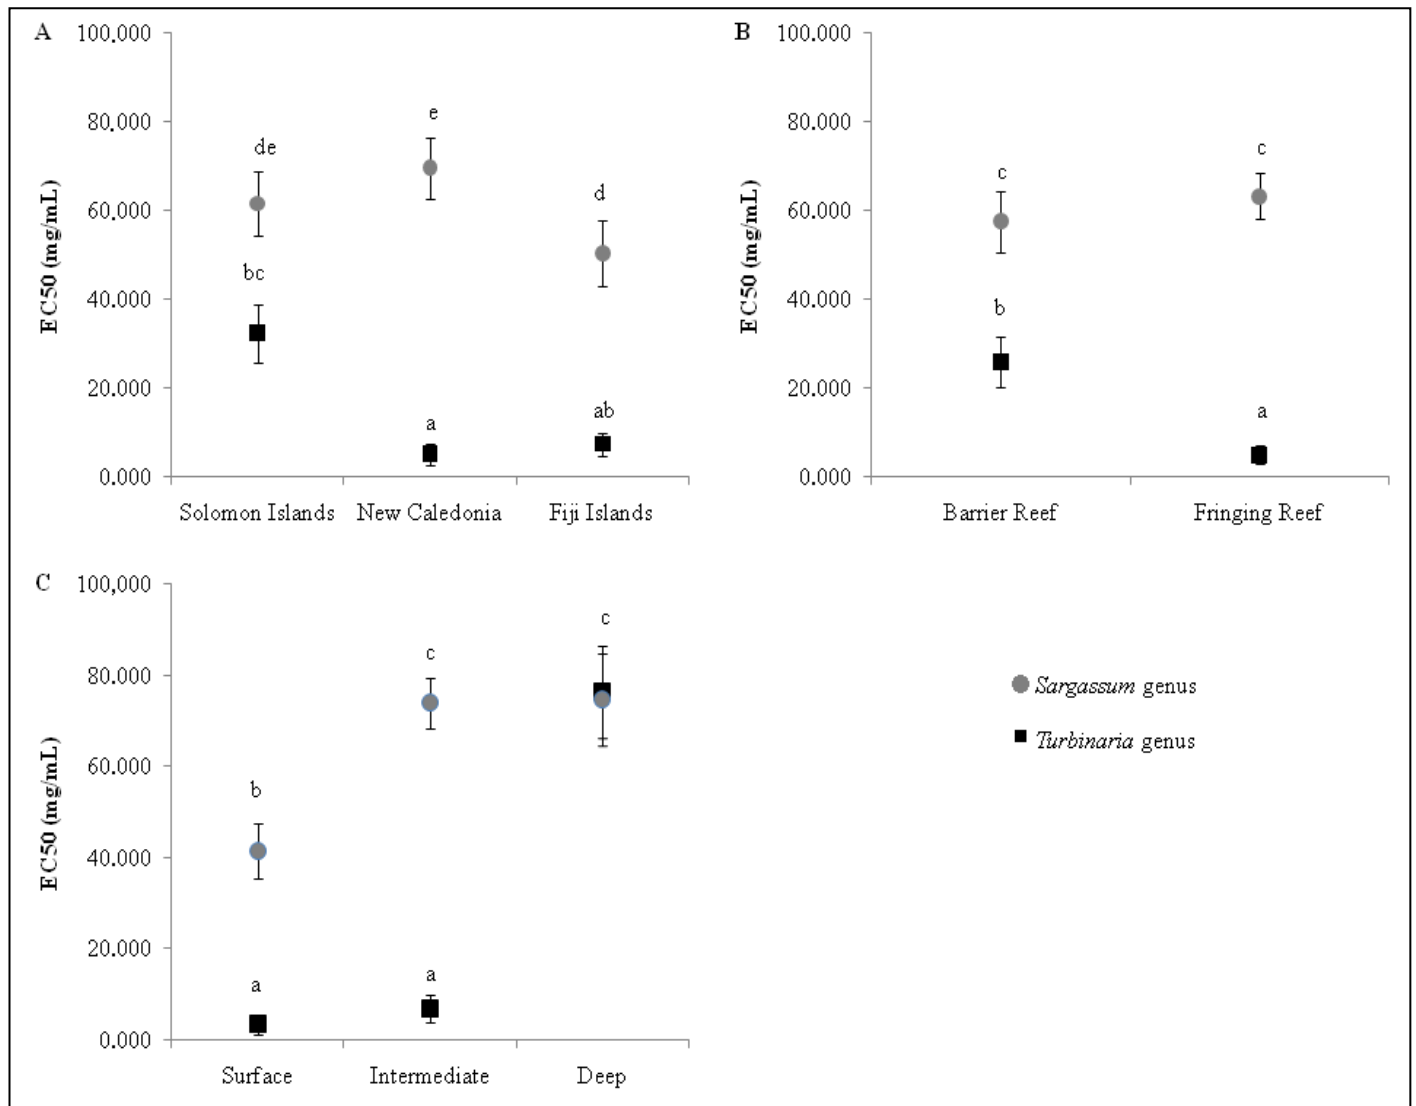 A
100.000
80.000
60.000
40.000
20.000
0.000
EC50 (mg/mL)
de
e
d
bc
a
ab
Solomon Islands New Caledonia Fiji Islands
B
100.000
80.000
60.000
40.000
20.000
0.000
EC50 (mg/mL)
c
c
b
a
Barrier Reef Fringing Reef
C
100,000
80.000
60.000
40.000
20.000
0.000
EC50 (mg/mL)
c
c
b
a
a
Surface Intermediate Deep
Sargassum genus
Turbinaria genus